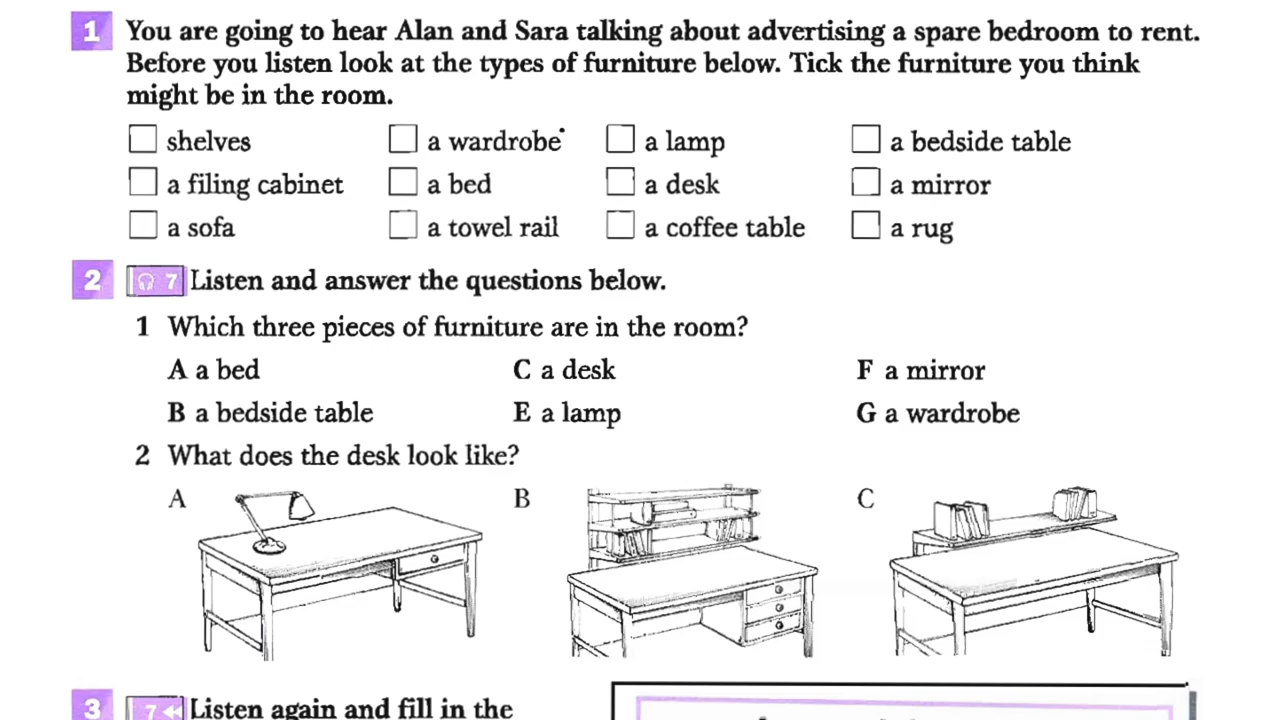 1 You are going to hear Alan and Sara talking about advertising a spare bedroom to rent.
Before you listen look at the types of furniture below. Tick the furniture you think
might be in the room.
shelves a wardrobe a lamp a bedside table
a filing cabinet a bed a desk a mirror
a sofa a towel rail a coffee table a rug
2 7 Listen and answer the questions below.
1 Which three pieces of furniture are in the room?
A a bed C a desk F a mirror
B a bedside table E a lamp G a wardrobe
2 What does the desk look like?
A B C
3 7 Listen again and fill in the